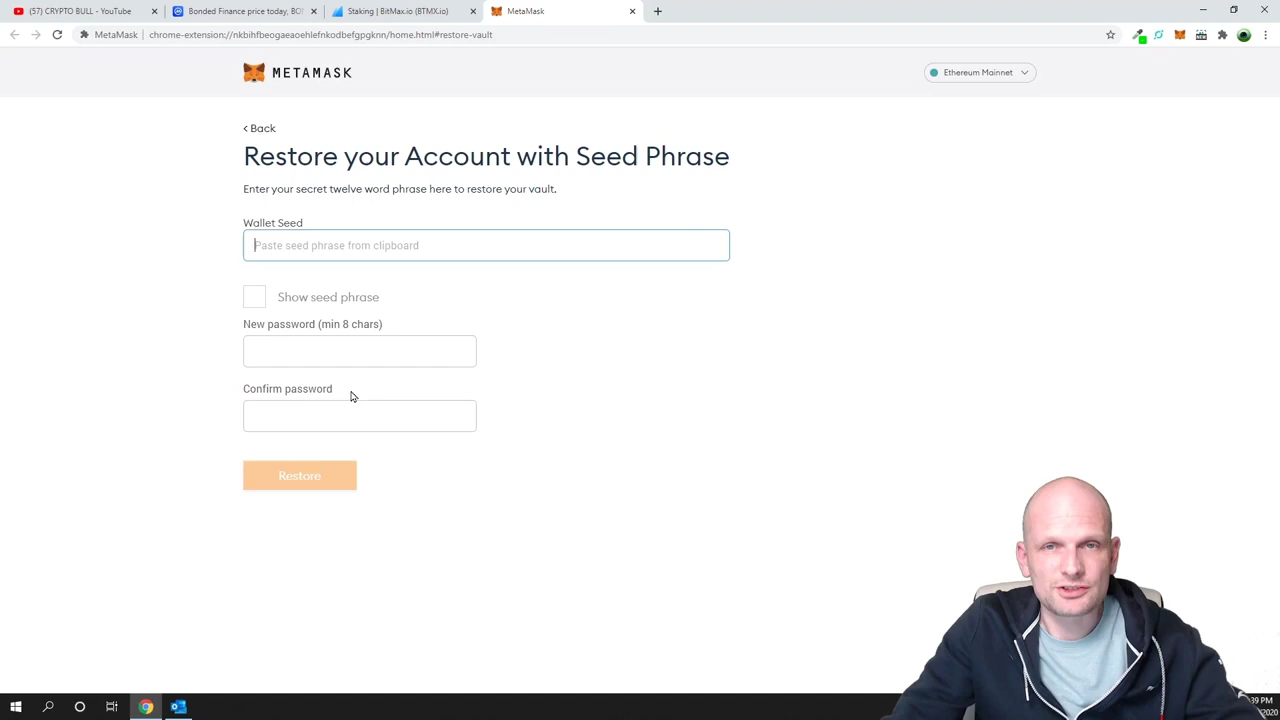 (57) CRYPTO BULL - YouTube
Bonded Finance price today, BO
Staking | BitMax.io (BTMX.io)
MetaMask
MetaMask
chrome-extension://nkbihfbeogaeaoehlefnkodbefgpgknn/home.html#restore-vault
METAMASK
Ethereum Mainnet
< Back
Restore your Account with Seed Phrase
Enter your secret twelve word phrase here to restore your vault.
Wallet Seed
Paste seed phrase from clipboard
Show seed phrase
New password (min 8 chars)
Confirm password
Restore
:39 PM